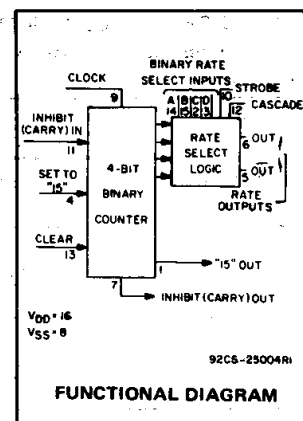 BINARY RATE
SELECT INPUTS
CLOCK
9
A B C D
14 15 2 3
10
STROBE
12
CASCADE
INHIBIT
(CARRY) IN
11
4-BIT
BINARY
COUNTER
RATE
SELECT
LOGIC
6 OUT
5 OUT
RATE
OUTPUTS
SET TO
"15"
4
CLEAR
13
1
"15" OUT
7
INHIBIT (CARRY) OUT
VDD = 16
VSS = 8
92CS-25004RI
FUNCTIONAL DIAGRAM